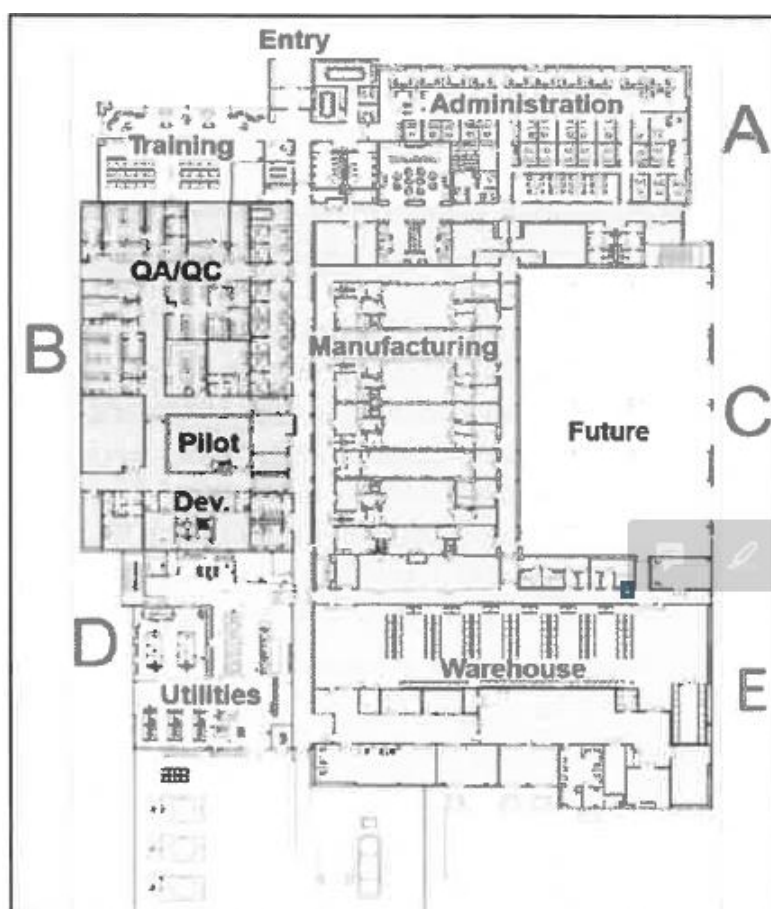 Entry
Administration
A
Training
QA/QC
B
Manufacturing
C
Future
Pilot
Dev.
D
Warehouse
E
Utilities